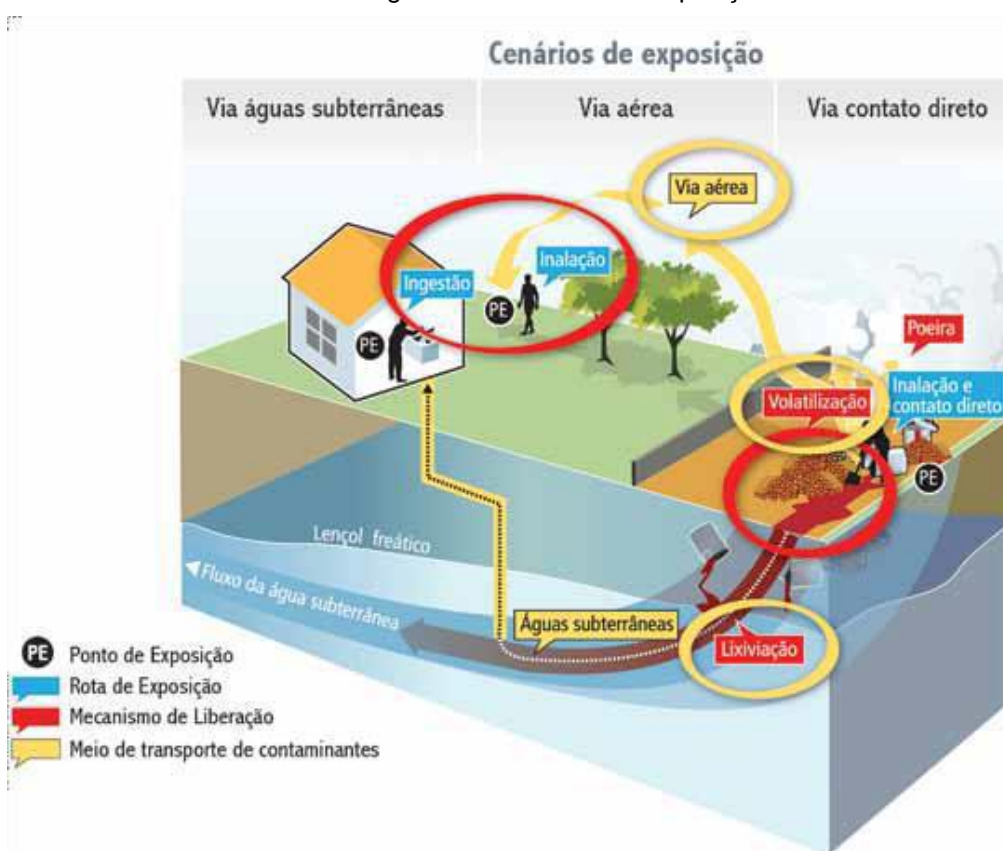 Cenários de exposição
Via águas subterrâneas
Via aérea
Via contato direto
Via aérea
Inalação
Ingestão
PE
PE
Poeira
Volatilização
Inalação e
contato direto
PE
Lençol freático
Fluxo da água subterrânea
Águas subterrâneas
Lixiviação
PE Ponto de Exposição
Rota de Exposição
Mecanismo de Liberação
Meio de transporte de contaminantes